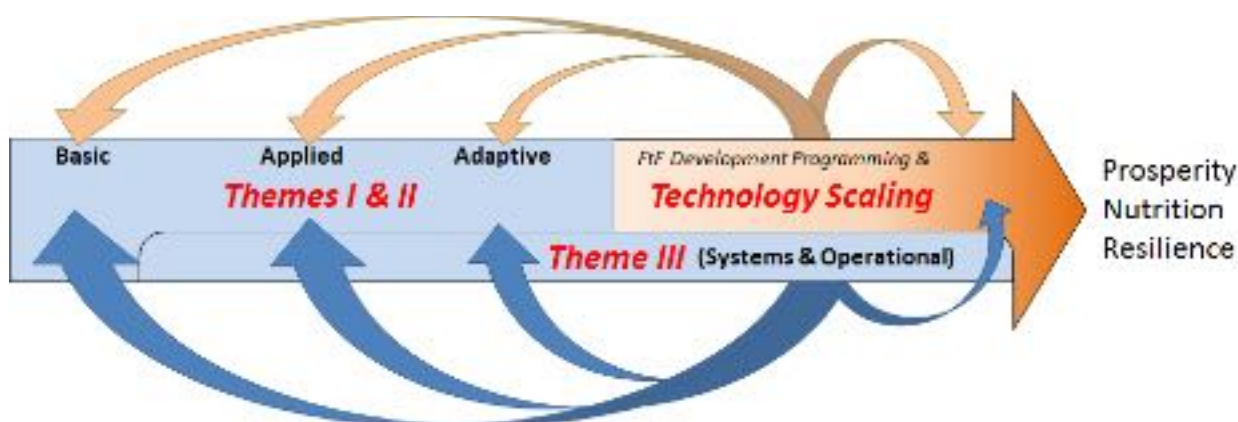 Basic Applied Adaptive FtF Development Programming &
Themes I & II Technology Scaling
Theme III (Systems & Operational)
Prosperity
Nutrition
Resilience